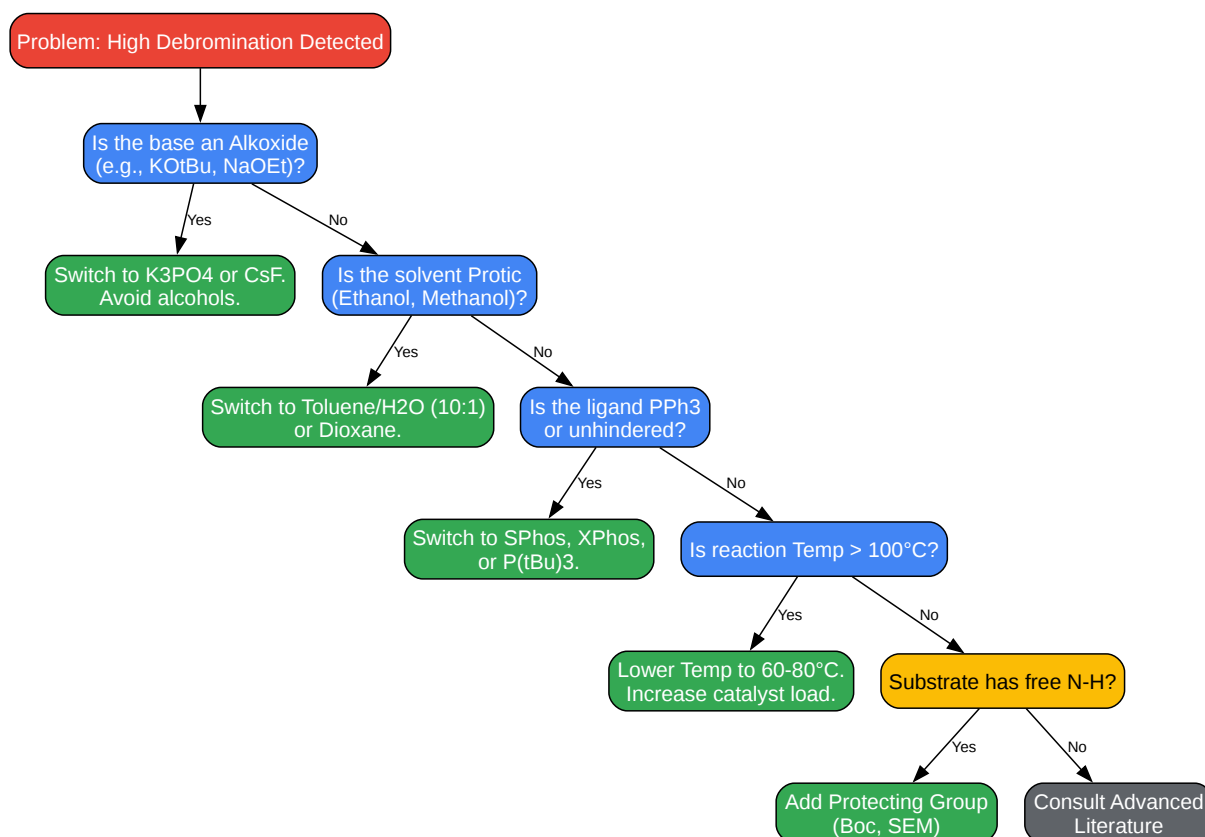 Problem: High Debromination Detected
Is the base an Alkoxide
(e.g., KOtBu, NaOEt)?
Yes
No
Switch to K3PO4 or CsF.
Avoid alcohols.
Is the solvent Protic
(Ethanol, Methanol)?
Yes
No
Switch to Toluene/H2O (10:1)
or Dioxane.
Is the ligand PPh3
or unhindered?
Yes
No
Switch to SPhos, XPhos,
or P(tBu)3.
Is reaction Temp > 100°C?
Yes
No
Lower Temp to 60-80°C.
Increase catalyst load.
Substrate has free N-H?
Yes
No
Add Protecting Group
(Boc, SEM)
Consult Advanced
Literature